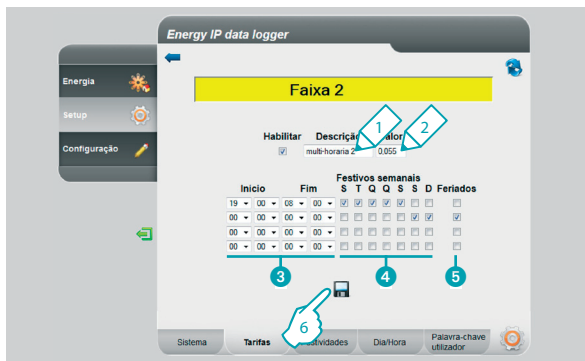 Energy IP data logger
Energia
Setup
Configuração
Faixa 2
Habilitar Descrição Valor
multi-horaria 2 0,055
1
2
Festivos semanais
Inicio Fim S T Q Q S S D Feriados
19 00 08 00
00 00 00 00
00 00 00 00
00 00 00 00
3
4
5
6
Sistema Tarifas Festividades Dia/Hora Palavra-chave
utilizador